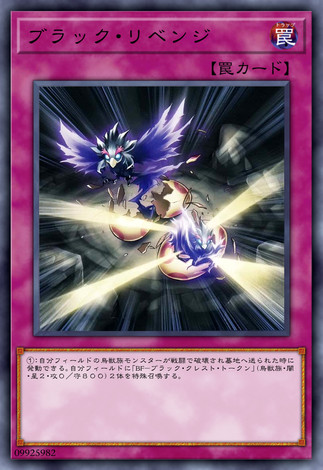 ブラック・リベンジ
トラップ
罠
【罠カード】
①:自分フィールドの鳥獣族モンスターが戦闘で破壊され墓地へ送られた時に
発動できる。自分フィールドに「BF－ブラック・クレスト・トークン」(鳥獣族・闇
・星2・攻0/守800)2体を特殊召喚する。
09925982